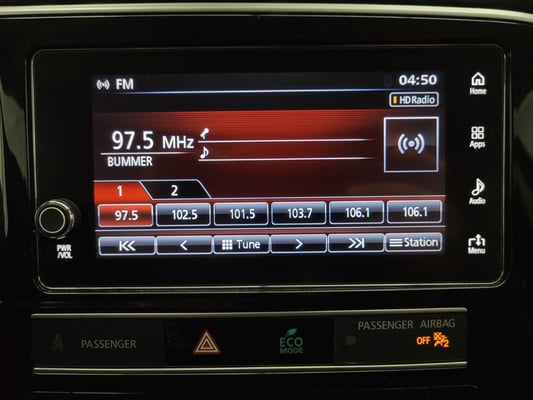 FM 04:50
HD Radio
Home
97.5 MHz
BUMMER
Apps
1 2
97.5 102.5 101.5 103.7 106.1 106.1
Audio
PWR
/VOL
Tune Station
Menu
PASSENGER
ECO
MODE
PASSENGER AIRBAG
OFF 2